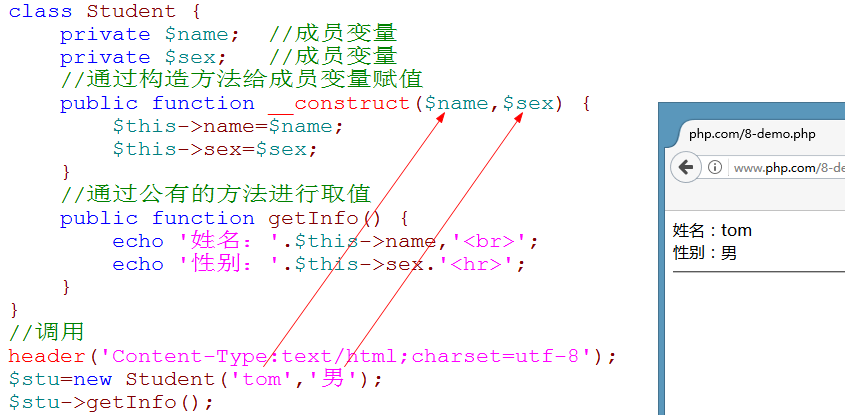 class Student {
    private $name;  //成员变量
    private $sex;   //成员变量
    //通过构造方法给成员变量赋值
    public function __construct($name,$sex) {
        $this->name=$name;
        $this->sex=$sex;
    }
    //通过公有的方法进行取值
    public function getInfo() {
        echo '姓名：'.$this->name,'<br>';
        echo '性别：'.$this->sex.'<hr>';
    }
}
//调用
header('Content-Type:text/html;charset=utf-8');
$stu=new Student('tom','男');
$stu->getInfo();
php.com/8-demo.php
www.php.com/8-de
姓名：tom
性别：男